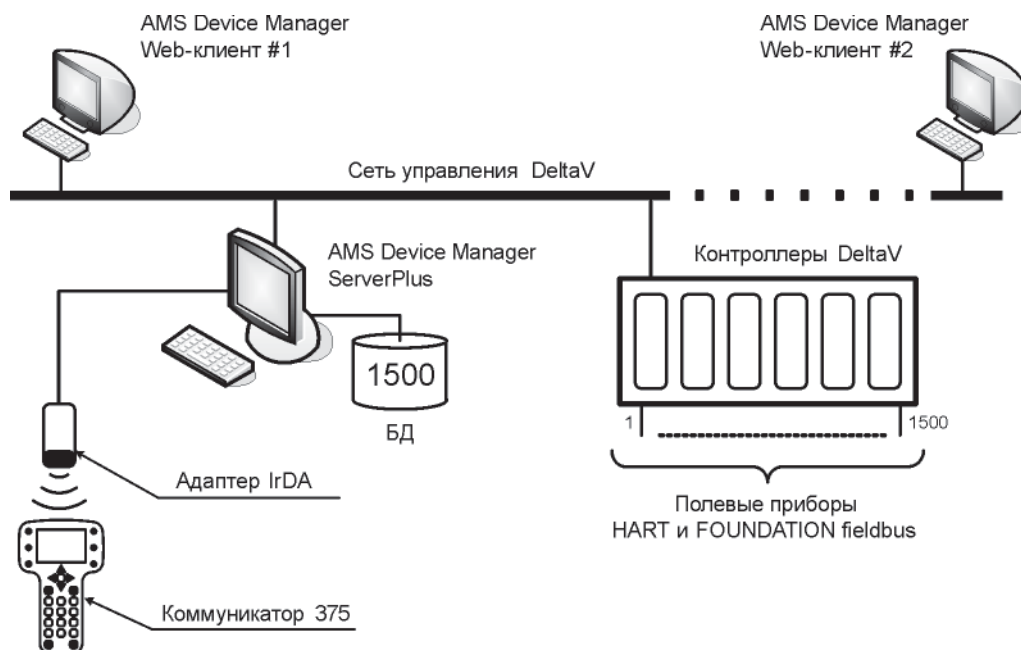 AMS Device Manager
Web-клиент #1
AMS Device Manager
Web-клиент #2
Сеть управления DeltaV
AMS Device Manager
ServerPlus
Контроллеры DeltaV
1500
БД
1
1500
Адаптер IrDA
Полевые приборы
HART и FOUNDATION fieldbus
Коммуникатор 375